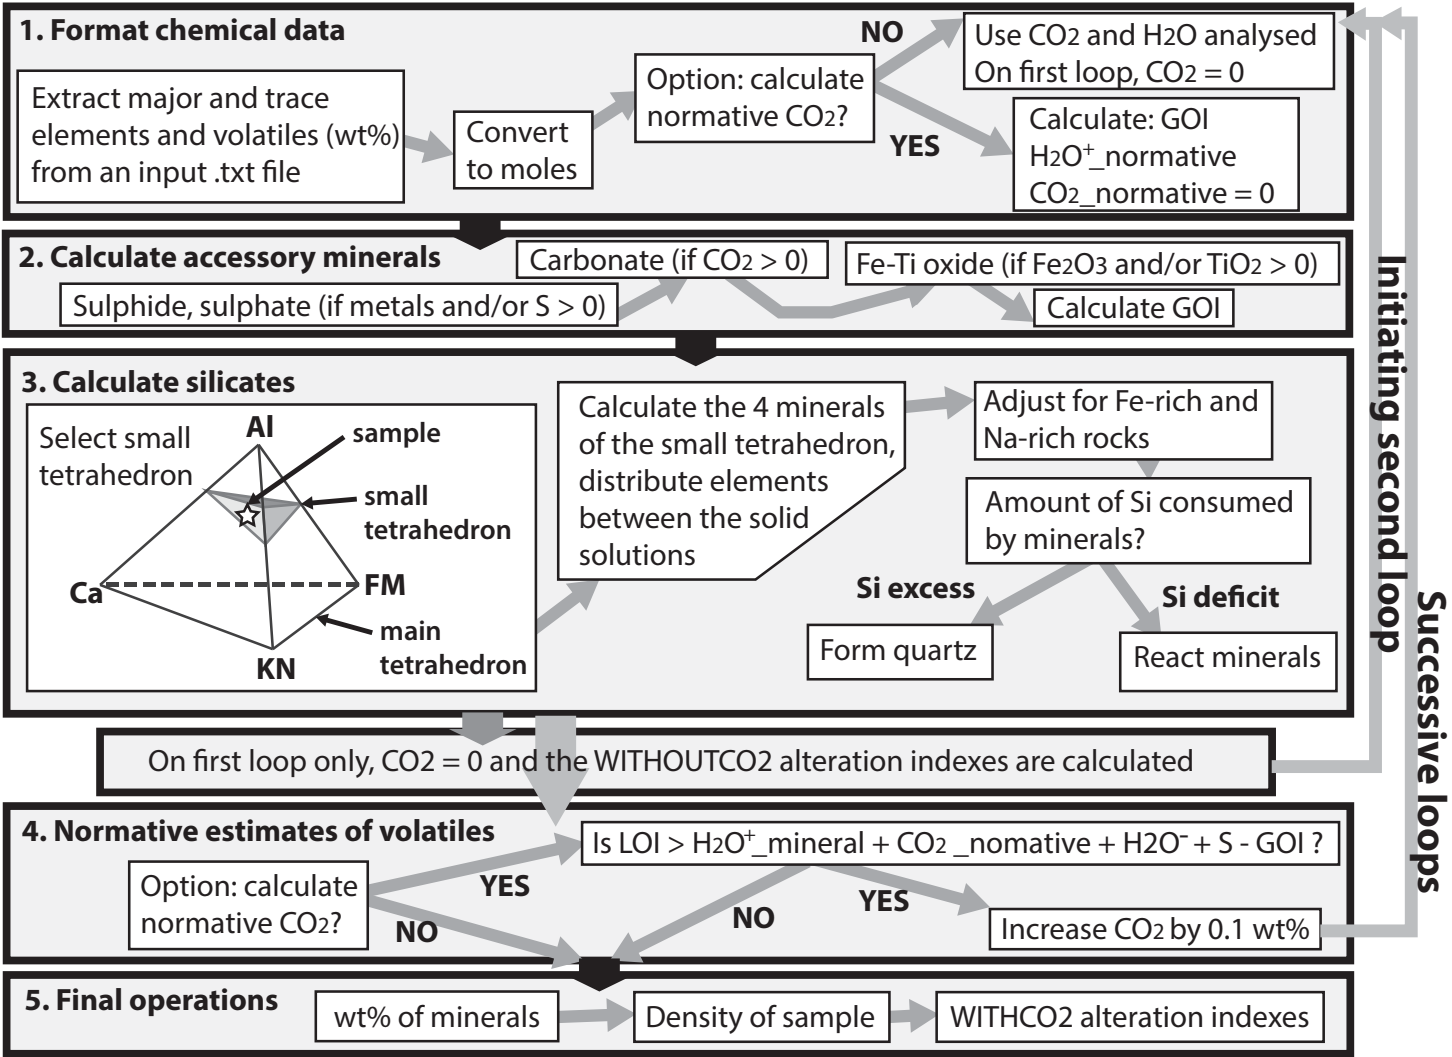 1. Format chemical data
Extract major and trace
elements and volatiles (wt%)
from an input .txt file
Convert
to moles
Option: calculate
normative CO2?
NO
YES
Use CO2 and H2O analysed
On first loop, CO2 = 0
Calculate: GOI
H2O+_normative
CO2_normative = 0
2. Calculate accessory minerals
Sulphide, sulphate (if metals and/or S > 0)
Carbonate (if CO2 > 0)
Fe-Ti oxide (if Fe2O3 and/or TiO2 > 0)
Calculate GOI
3. Calculate silicates
Select small
tetrahedron
Al
sample
small
tetrahedron
Ca
FM
main
tetrahedron
KN
Calculate the 4 minerals
of the small tetrahedron,
distribute elements
between the solid
solutions
Adjust for Fe-rich and
Na-rich rocks
Amount of Si consumed
by minerals?
Si excess
Si deficit
Form quartz
React minerals
On first loop only, CO2 = 0 and the WITHOUTCO2 alteration indexes are calculated
4. Normative estimates of volatiles
Option: calculate
normative CO2?
YES
NO
Is LOI > H2O+_mineral + CO2 _nomative + H2O- + S - GOI ?
NO
YES
Increase CO2 by 0.1 wt%
5. Final operations
wt% of minerals
Density of sample
WITHCO2 alteration indexes
Initiating second loop
Successive loops